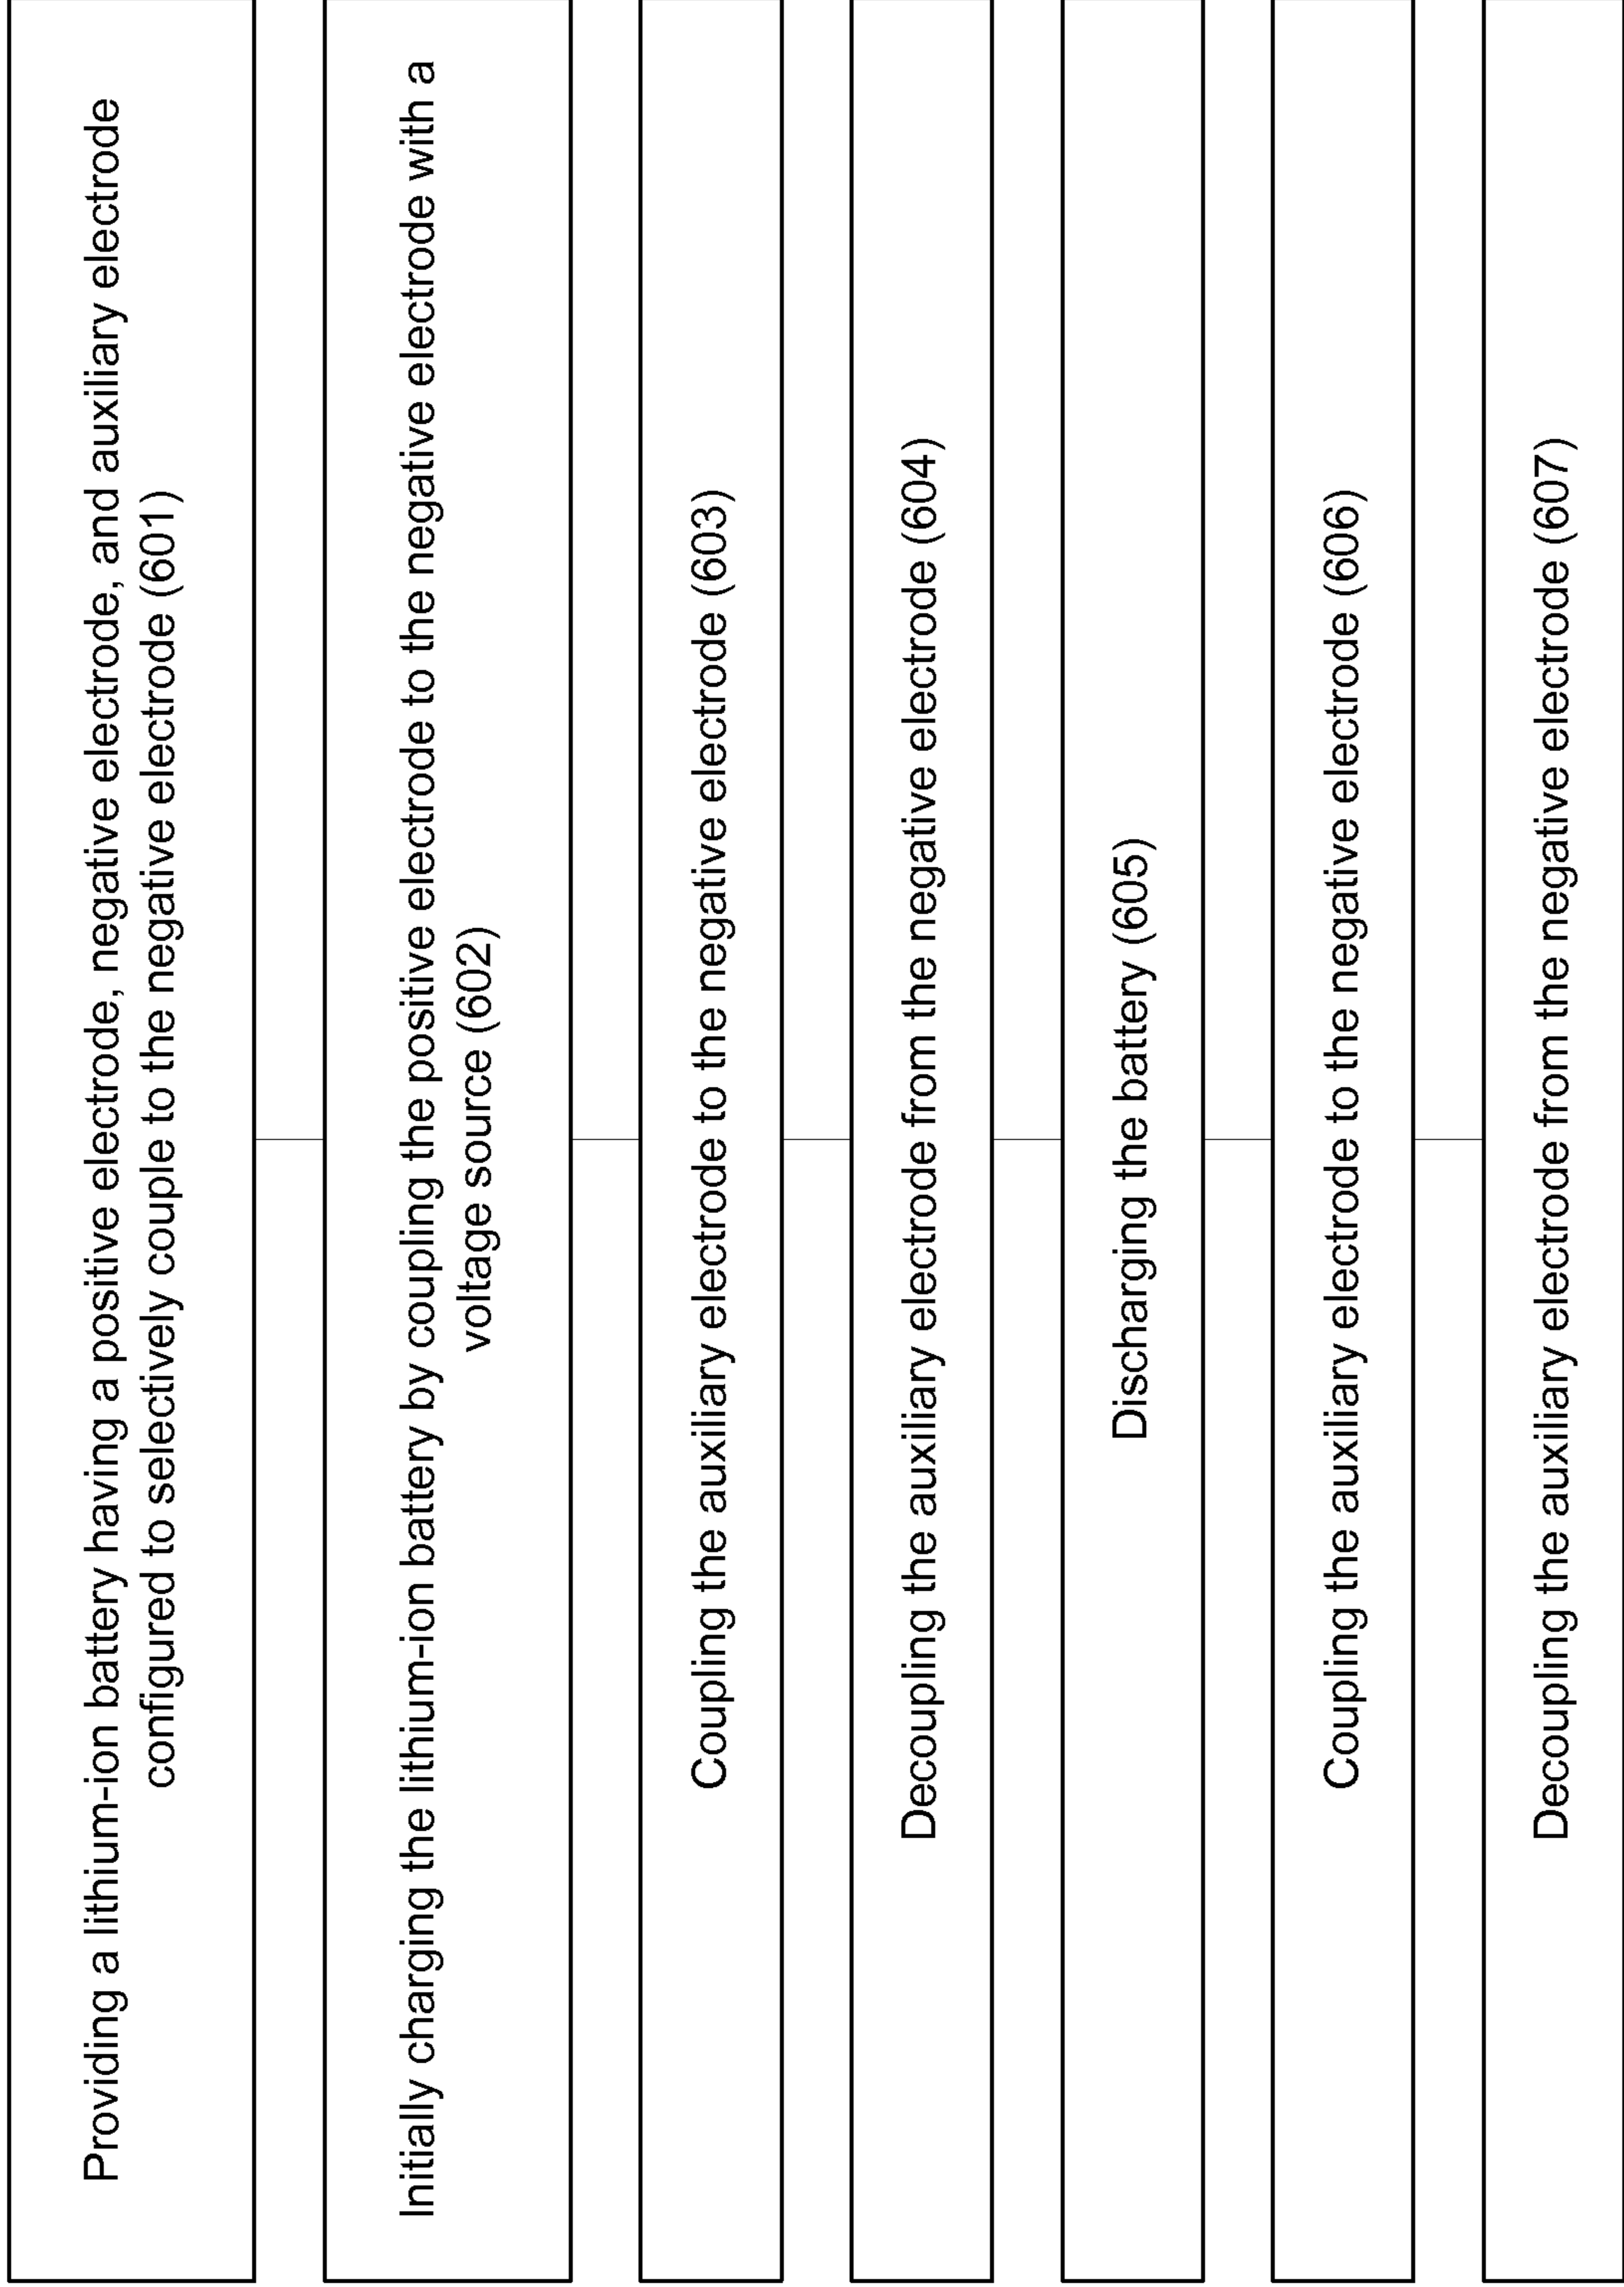 Providing a lithium-ion battery having a positive electrode, negative electrode, and auxiliary electrode
configured to selectively couple to the negative electrode (601)
Initially charging the lithium-ion battery by coupling the positive electrode to the negative electrode with a
voltage source (602)
Coupling the auxiliary electrode to the negative electrode (603)
Decoupling the auxiliary electrode from the negative electrode (604)
Discharging the battery (605)
Coupling the auxiliary electrode to the negative electrode (606)
Decoupling the auxiliary electrode from the negative electrode (607)